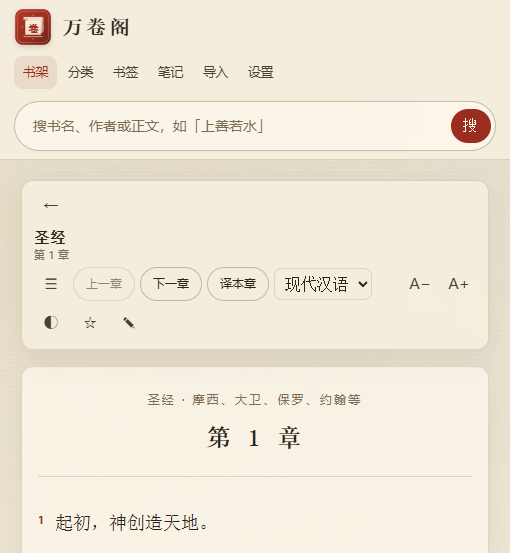 卷
万卷阁
书架 分类 书签 笔记 导入 设置
搜书名、作者或正文，如「上善若水」 搜
←
圣经
第 1 章
☰ 上一章 下一章 译本章 现代汉语 A− A+
圣经 · 摩西、大卫、保罗、约翰等
第 1 章
1 起初，神创造天地。